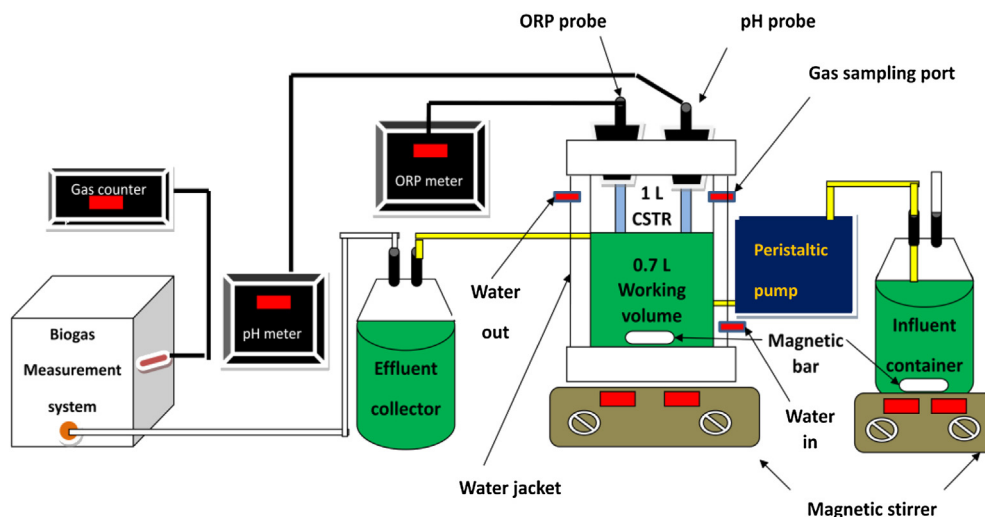 ORP probe
pH probe
Gas sampling port
Gas counter
ORP meter
1 L
CSTR
Peristaltic
pump
0.7 L
Working
volume
Water
out
pH meter
Biogas
Measurement
system
Effluent
collector
Magnetic
bar
Influent
container
Water
in
Water jacket
Magnetic stirrer